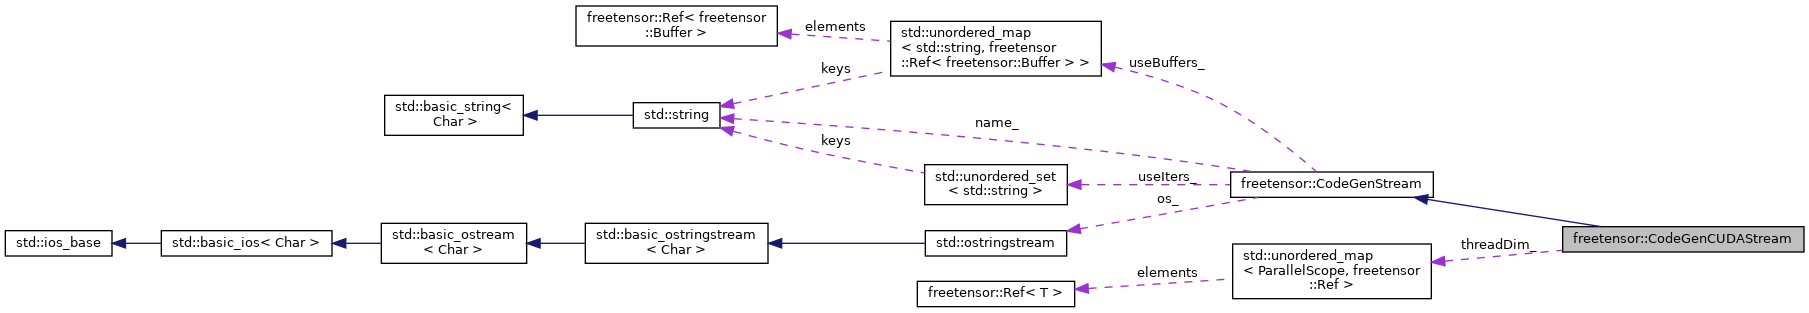 freetensor::Ref< freetensor
::Buffer >
elements
std::unordered_map
< std::string, freetensor
::Ref< freetensor::Buffer > >
useBuffers_
keys
std::basic_string<
Char >
std::string
name_
keys
std::unordered_set
< std::string >
useIters_
freetensor::CodeGenStream
os_
std::ios_base
std::basic_ios< Char >
std::basic_ostream
< Char >
std::basic_ostringstream
< Char >
std::ostringstream
threadDim_
freetensor::CodeGenCUDAStream
std::unordered_map
< ParallelScope, freetensor
::Ref >
elements
freetensor::Ref< T >